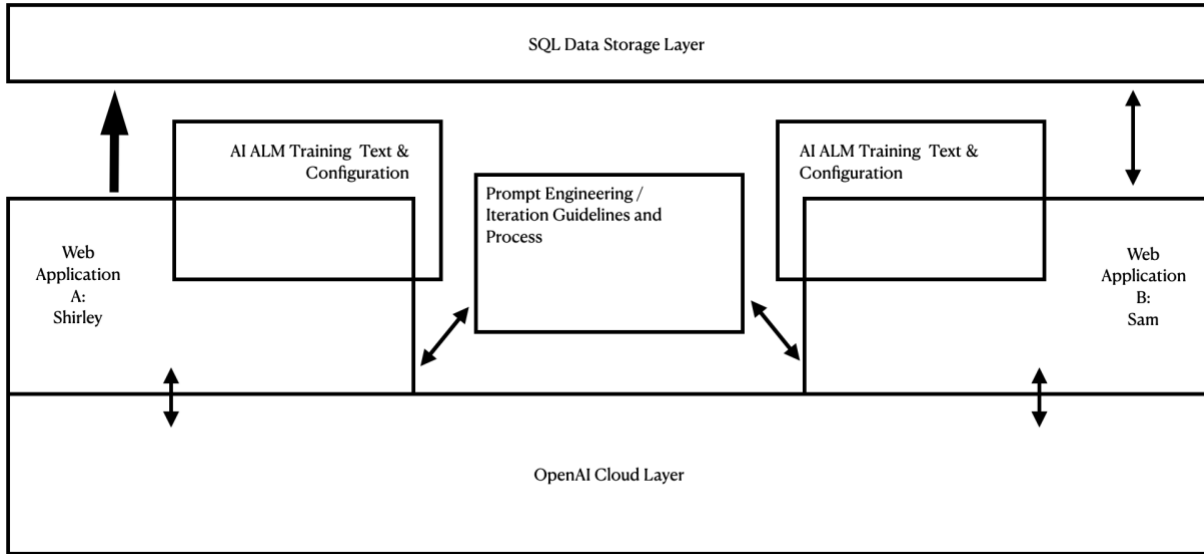 SQL Data Storage Layer
AI ALM Training Text &
Configuration
AI ALM Training Text &
Configuration
Prompt Engineering /
Iteration Guidelines and
Process
Web
Application
A:
Shirley
Web
Application
B:
Sam
OpenAI Cloud Layer